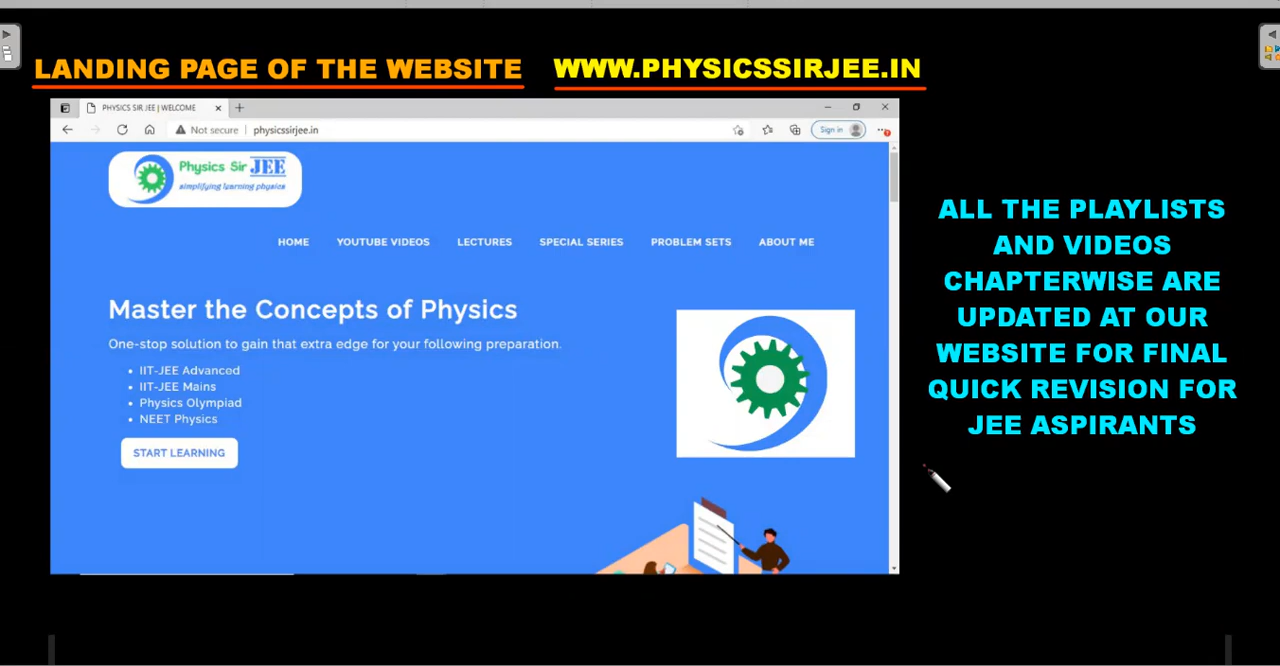 LANDING PAGE OF THE WEBSITE WWW.PHYSICSSIRJEE.IN
PHYSICS SIR JEE | WELCOME
Not secure | physicssirjee.in
Sign in
Physics Sir JEE
simplifying learning physics
HOME YOUTUBE VIDEOS LECTURES SPECIAL SERIES PROBLEM SETS ABOUT ME
Master the Concepts of Physics
One-stop solution to gain that extra edge for your following preparation.
• IIT-JEE Advanced
• IIT-JEE Mains
• Physics Olympiad
• NEET Physics
START LEARNING
ALL THE PLAYLISTS
AND VIDEOS
CHAPTERWISE ARE
UPDATED AT OUR
WEBSITE FOR FINAL
QUICK REVISION FOR
JEE ASPIRANTS